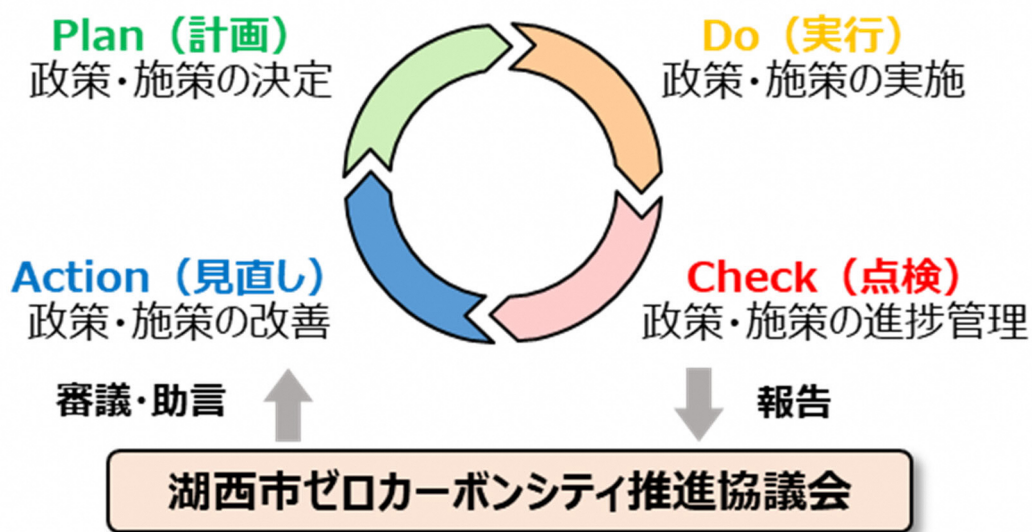 Plan（計画）
政策・施策の決定
Do（実行）
政策・施策の実施
Action（見直し）
政策・施策の改善
Check（点検）
政策・施策の進捗管理
審議・助言
報告
湖西市ゼロカーボンシティ推進協議会